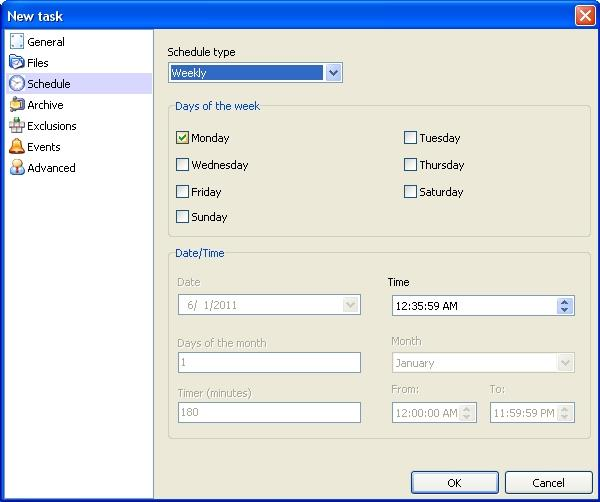 New task
General
Files
Schedule
Archive
Exclusions
Events
Advanced
Schedule type
Weekly
Days of the week
Monday
Tuesday
Wednesday
Thursday
Friday
Saturday
Sunday
Date/Time
Date
Time
6/ 1/2011
12:35:59 AM
Days of the month
Month
1
January
Timer (minutes)
From:
To:
180
12:00:00 AM
11:59:59 PM
OK
Cancel